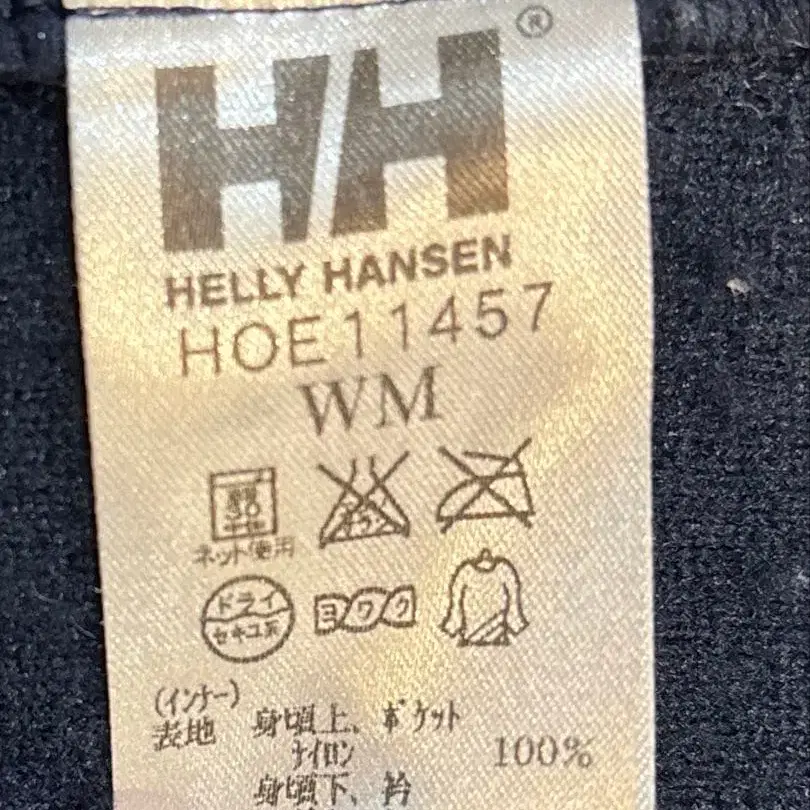 HH®
HELLY HANSEN
HOE11457
WM
ネット使用
ドライ
セキユ系
ヨワク
(インナー)
表地 身頃上、ポケット
ナイロン 100%
身頃下、衿